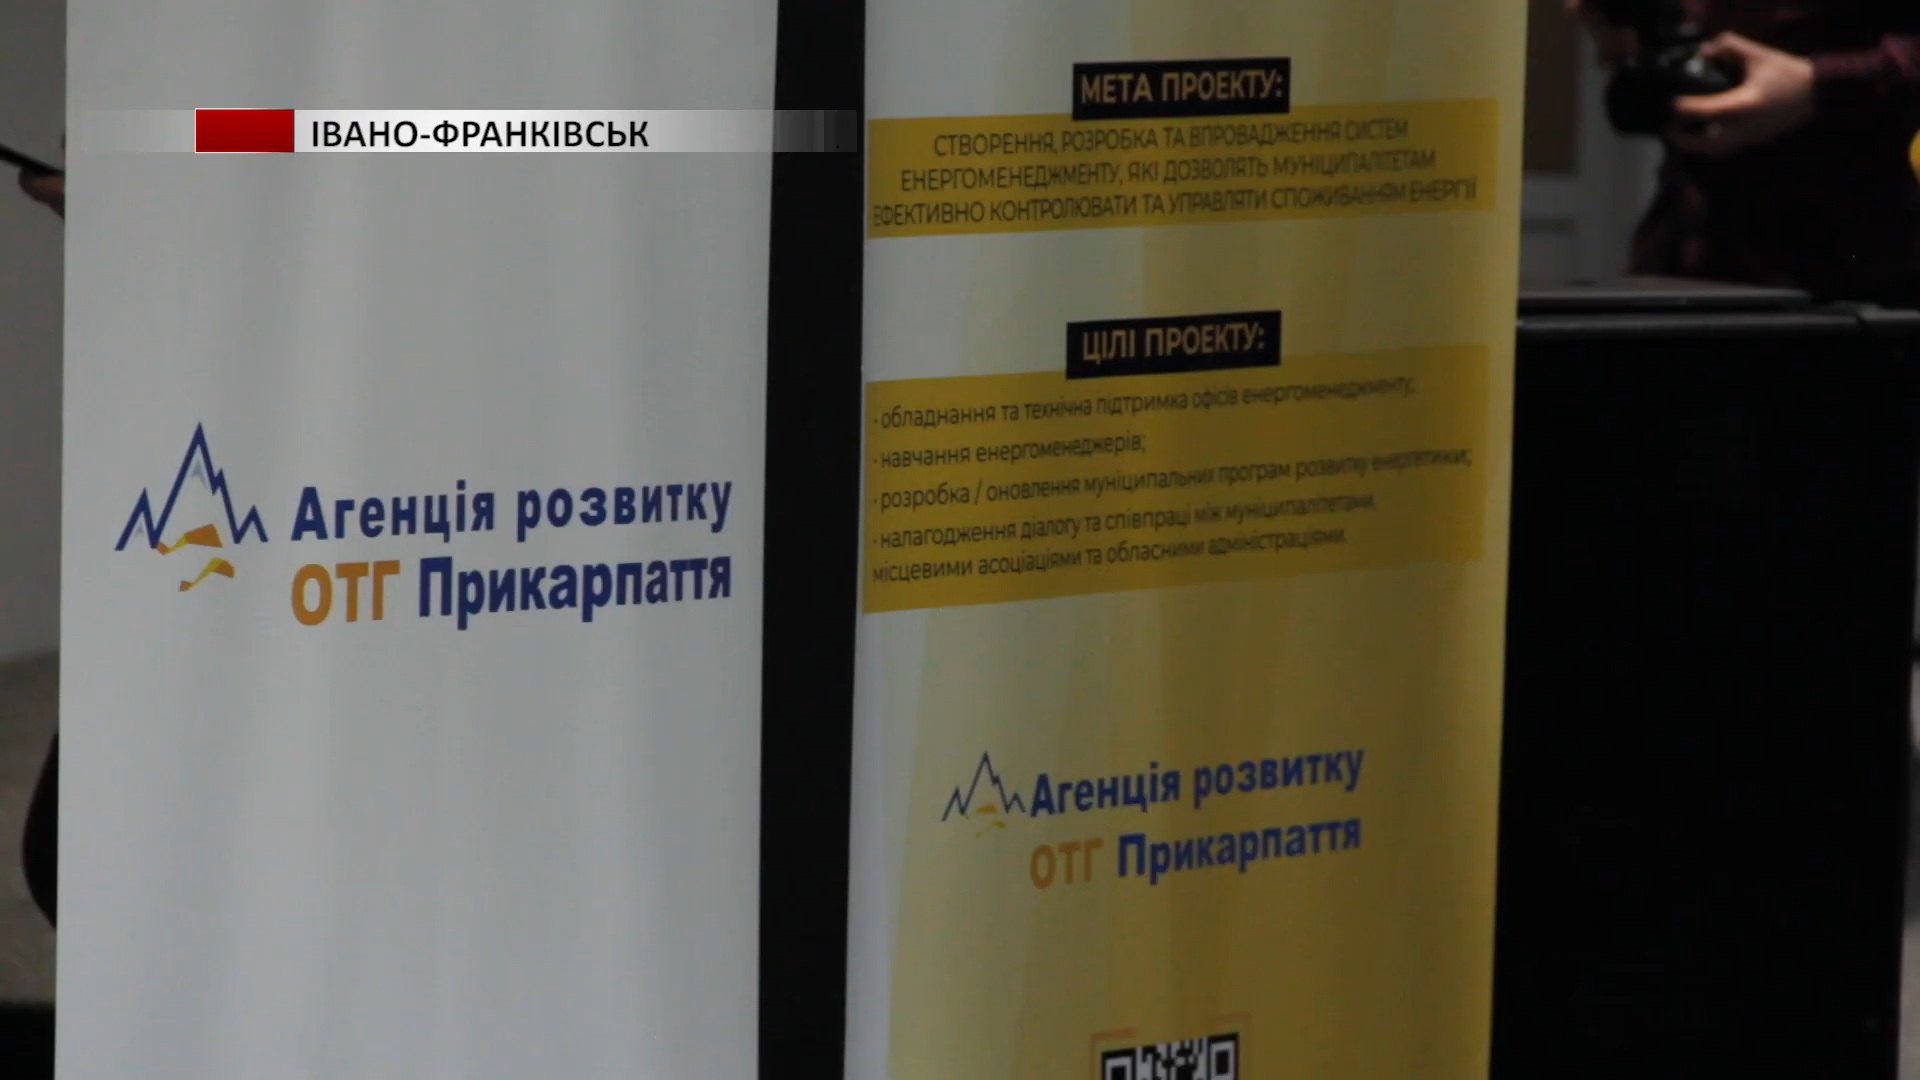 ІВАНО-ФРАНКІВСЬК
Агенція розвитку
ОТГ Прикарпаття
МЕТА ПРОЕКТУ:
СТВОРЕННЯ, РОЗРОБКА ТА ВПРОВАДЖЕННЯ СИСТЕМ
ЕНЕРГОМЕНЕДЖМЕНТУ, ЯКІ ДОЗВОЛЯТЬ МУНІЦИПАЛІТЕТАМ
ЕФЕКТИВНО КОНТРОЛЮВАТИ ТА УПРАВЛЯТИ СПОЖИВАННЯМ ЕНЕРГІЇ
ЦІЛІ ПРОЕКТУ:
· обладнання та технічна підтримка офісів енергоменеджменту;
· навчання енергоменеджерів;
· розробка / оновлення муніципальних програм розвитку енергетики;
· налагодження діалогу та співпраці між муніципалітетами,
місцевими асоціаціями та обласними адміністраціями.
Агенція розвитку
ОТГ Прикарпаття